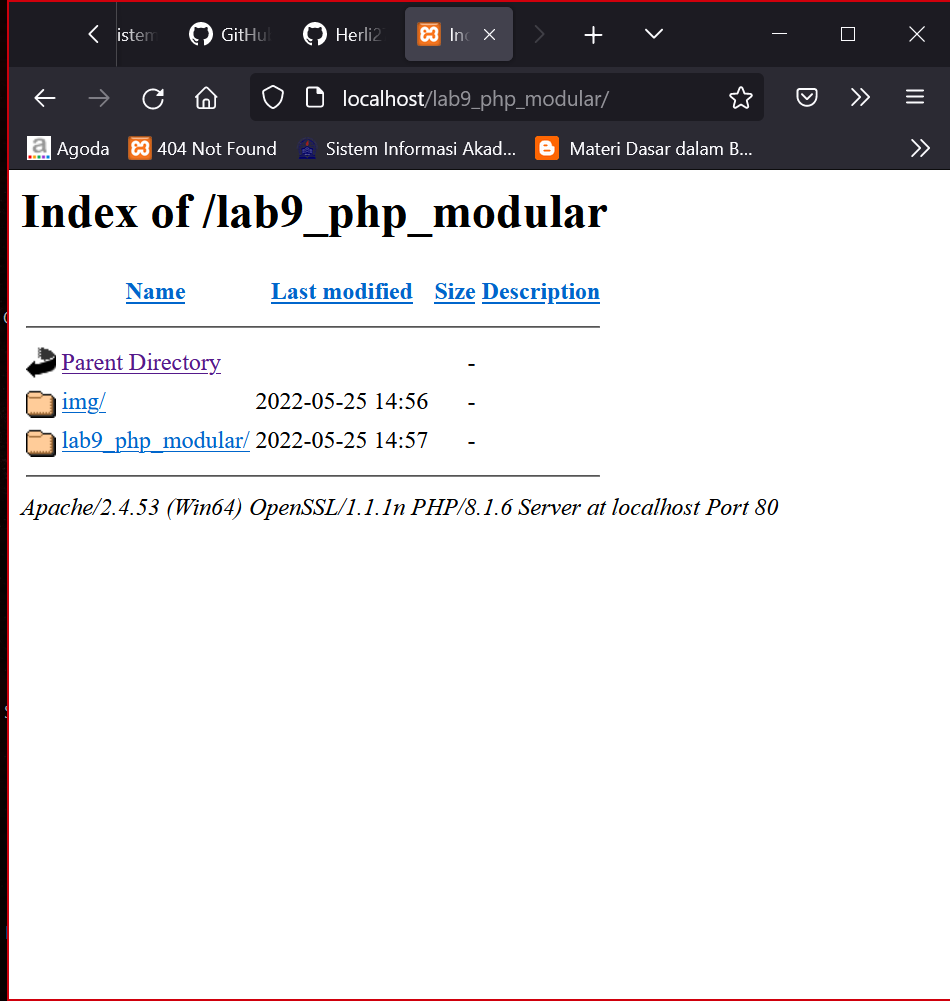 istem GitHul Herli2 In
localhost/lab9_php_modular/
Agoda 404 Not Found Sistem Informasi Akad... Materi Dasar dalam B...
Index of /lab9_php_modular
Name Last modified Size Description
Parent Directory -
img/ 2022-05-25 14:56 -
lab9_php_modular/ 2022-05-25 14:57 -
Apache/2.4.53 (Win64) OpenSSL/1.1.1n PHP/8.1.6 Server at localhost Port 80